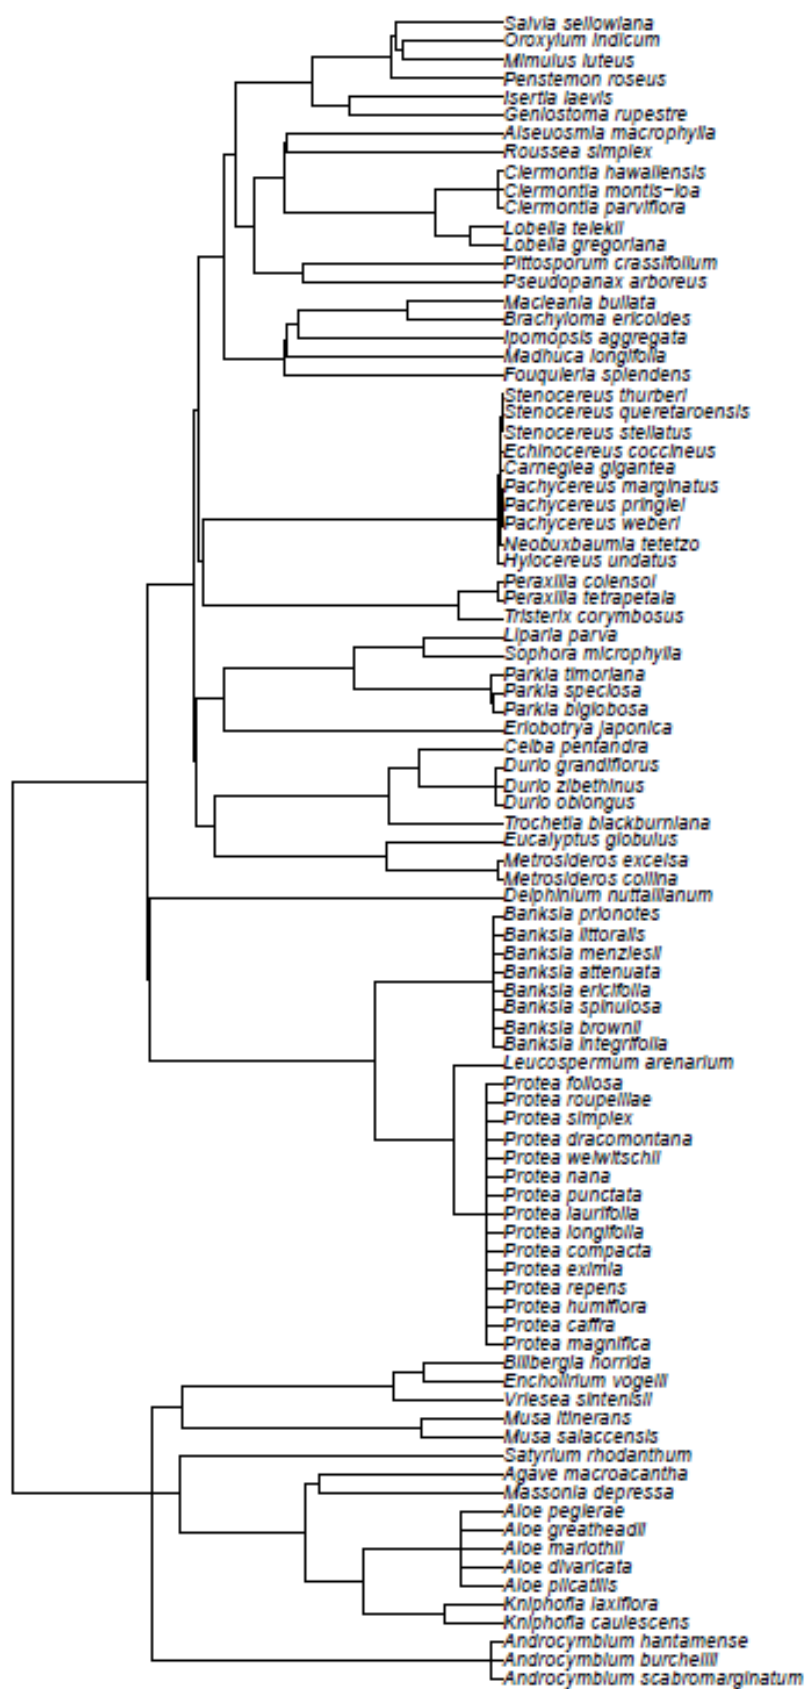 Salvia sellowiana
Oroxylum indicum
Mimulus luteus
Penstemon roseus
Isertia laevis
Geniostoma rupestre
Alseuosmia macrophylla
Roussea simplex
Clermontia hawaiiensis
Clermontia montis-loa
Clermontia parviflora
Lobelia telekii
Lobelia gregoriana
Pittosporum crassifolium
Pseudopanax arboreus
Macleania bullata
Brachyloma ericoides
Ipomopsis aggregata
Madhuca longifolia
Fouquieria splendens
Stenocereus thurberi
Stenocereus queretaroensis
Stenocereus stellatus
Echinocereus coccineus
Carnegiea gigantea
Pachycereus marginatus
Pachycereus pringlei
Pachycereus weberi
Neobuxbaumia tetetzo
Hylocereus undatus
Peraxilla colensoi
Peraxilla tetrapetala
Tristerix corymbosus
Liparia parva
Sophora microphylla
Parkia timoriana
Parkia speciosa
Parkia biglobosa
Eriobotrya japonica
Ceiba pentandra
Durio grandiflorus
Durio zibethinus
Durio oblongus
Trochetia blackburniana
Eucalyptus globulus
Metrosideros excelsa
Metrosideros collina
Delphinium nuttallianum
Banksia prionotes
Banksia littoralis
Banksia menziesii
Banksia attenuata
Banksia ericifolia
Banksia spinulosa
Banksia brownii
Banksia integrifolia
Leucospermum arenarium
Protea foliosa
Protea roupelliae
Protea simplex
Protea dracomontana
Protea welwitschii
Protea nana
Protea punctata
Protea laurifolia
Protea longifolia
Protea compacta
Protea eximia
Protea repens
Protea humiflora
Protea caffra
Protea magnifica
Billbergia horrida
Encholirium vogelii
Vriesea sintenisii
Musa itinerans
Musa salaccensis
Satyrium rhodanthum
Agave macroacantha
Massonia depressa
Aloe peglerae
Aloe greatheadii
Aloe marlothii
Aloe divaricata
Aloe plicatilis
Kniphofia laxiflora
Kniphofia caulescens
Androcymbium hantamense
Androcymbium burchellii
Androcymbium scabromarginatum